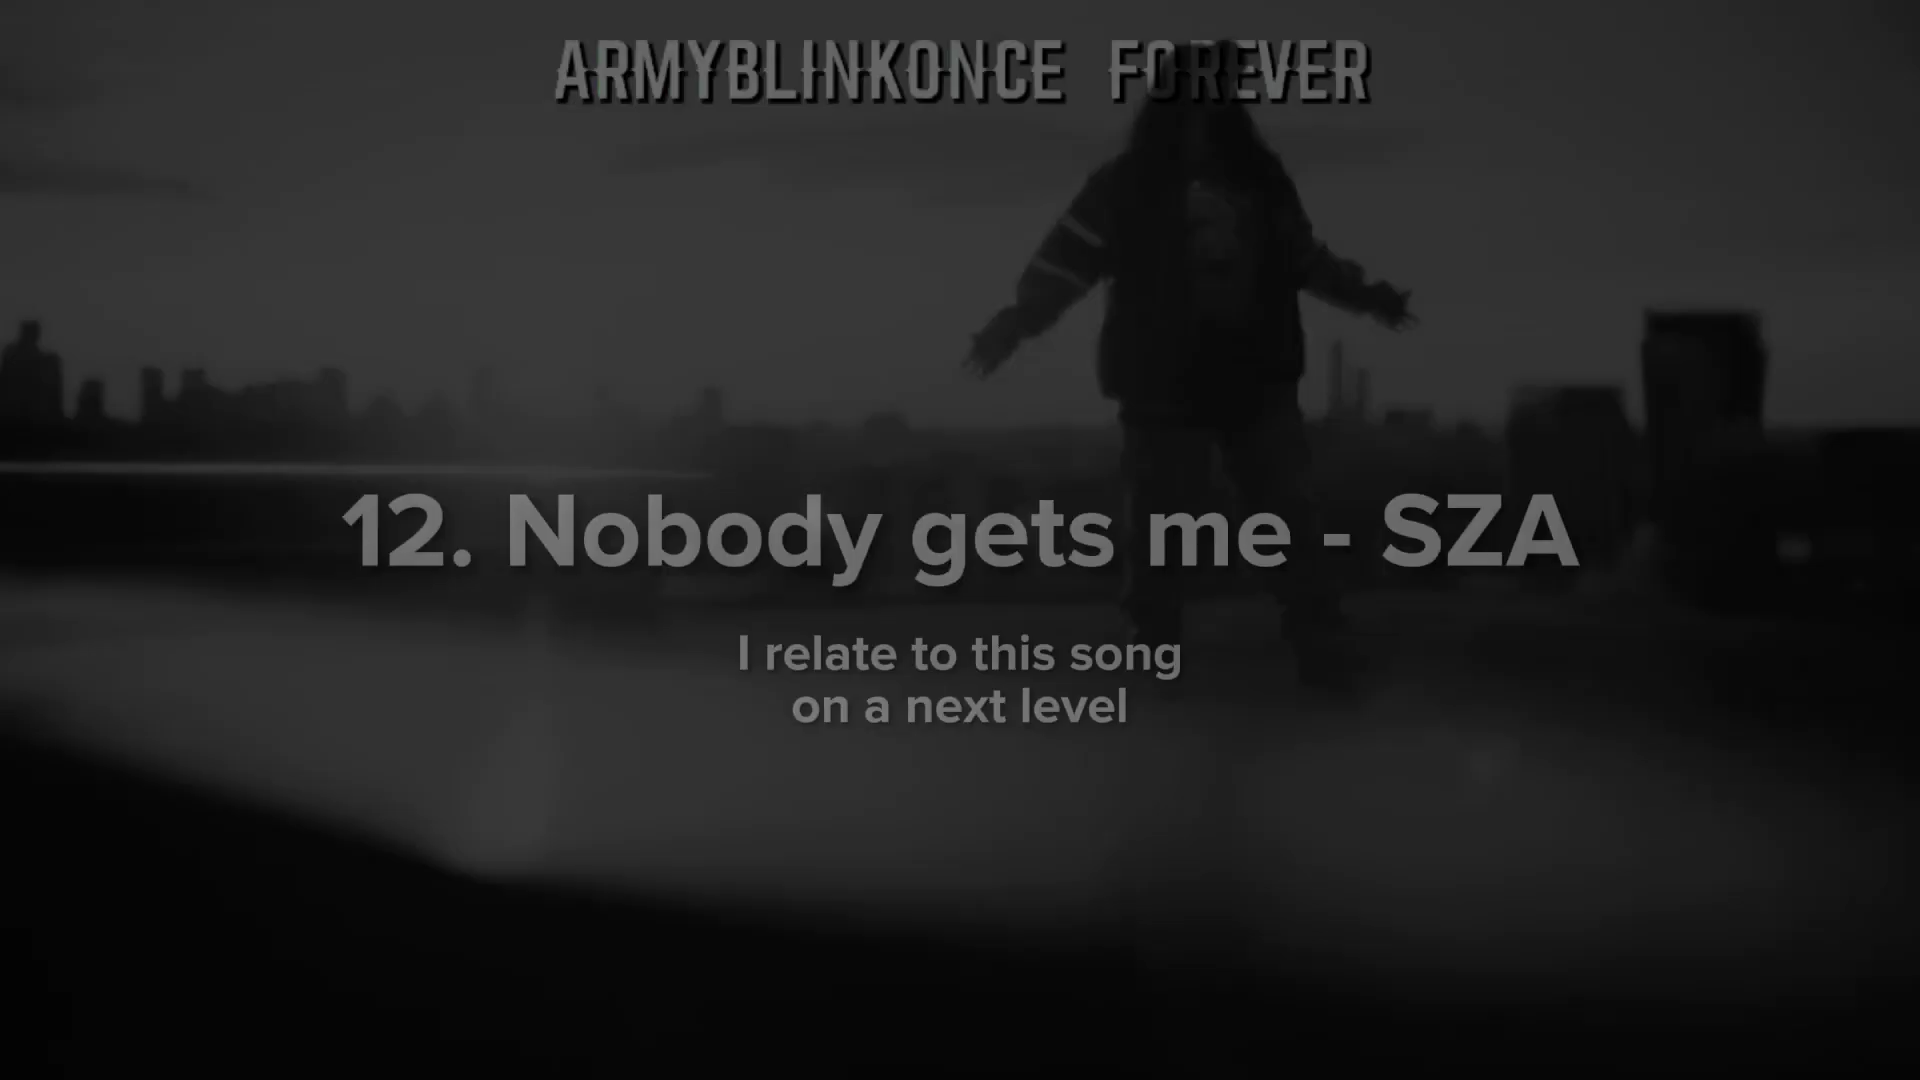 ARMYBLINKONCE FOREVER
12. Nobody gets me - SZA
I relate to this song
on a next level